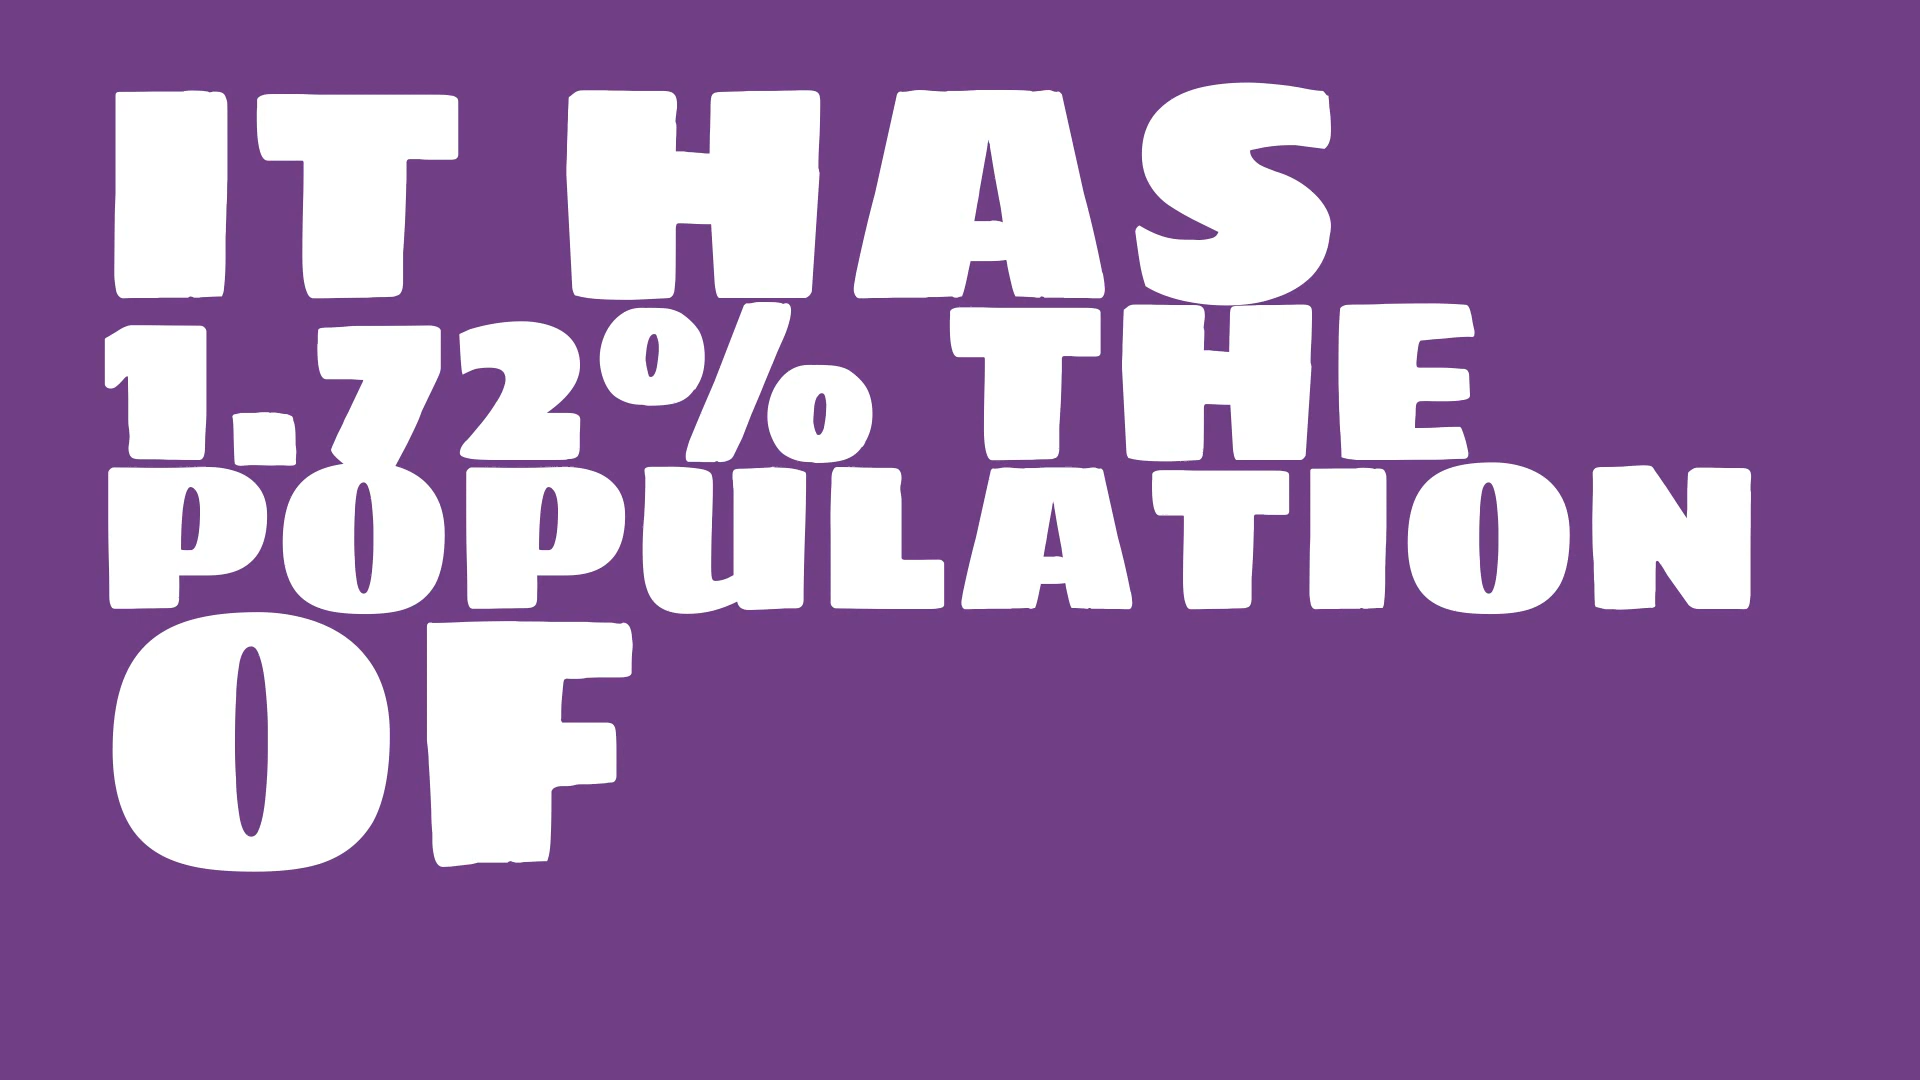 IT HAS
1.72% THE
POPULATION
OF